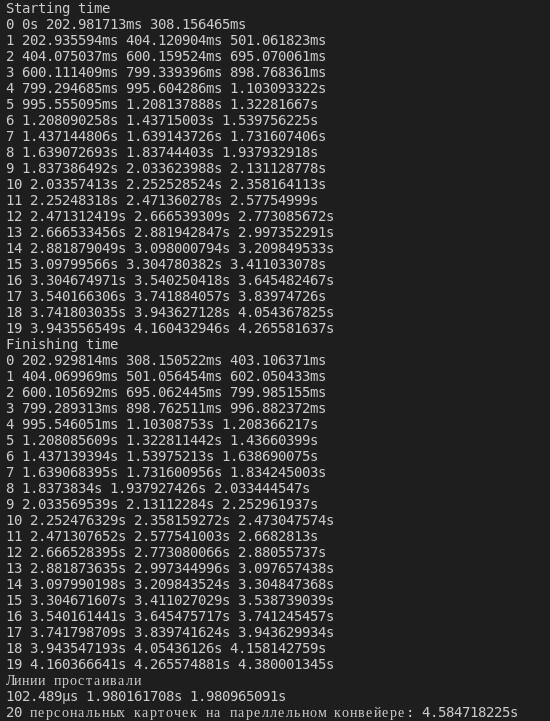 Starting time
0 0s 202.981713ms 308.156465ms
1 202.935594ms 404.120904ms 501.061823ms
2 404.075037ms 600.159524ms 695.070061ms
3 600.111409ms 799.339396ms 898.768361ms
4 799.294685ms 995.604286ms 1.103093322s
5 995.555095ms 1.208137888s 1.32281667s
6 1.208090258s 1.43715003s 1.539756225s
7 1.437144806s 1.639143726s 1.731607406s
8 1.639072693s 1.83744403s 1.937932918s
9 1.837386492s 2.033623988s 2.131128778s
10 2.03357413s 2.252528524s 2.358164113s
11 2.25248318s 2.471360278s 2.57754999s
12 2.471312419s 2.666539309s 2.773085672s
13 2.666533456s 2.881942847s 2.997352291s
14 2.881879049s 3.098000794s 3.209849533s
15 3.09799566s 3.304780382s 3.411033078s
16 3.304674971s 3.540250418s 3.645482467s
17 3.540166306s 3.741884057s 3.83974726s
18 3.741803035s 3.943627128s 4.054367825s
19 3.943556549s 4.160432946s 4.265581637s
Finishing time
0 202.929814ms 308.150522ms 403.106371ms
1 404.069969ms 501.056454ms 602.050433ms
2 600.105692ms 695.062445ms 799.985155ms
3 799.289313ms 898.762511ms 996.882372ms
4 995.546051ms 1.10308753s 1.208366217s
5 1.208085609s 1.322811442s 1.43660399s
6 1.437139394s 1.53975213s 1.638690075s
7 1.639068395s 1.731600956s 1.834245003s
8 1.8373834s 1.937927426s 2.033444547s
9 2.033569539s 2.13112284s 2.252961937s
10 2.252476329s 2.358159272s 2.473047574s
11 2.471307652s 2.577541003s 2.6682813s
12 2.666528395s 2.773080066s 2.88055737s
13 2.881873635s 2.997344996s 3.097657438s
14 3.097990198s 3.209843524s 3.304847368s
15 3.304671607s 3.411027029s 3.538739039s
16 3.540161441s 3.645475717s 3.741245457s
17 3.741798709s 3.839741624s 3.943629934s
18 3.943547193s 4.05436126s 4.158142759s
19 4.160366641s 4.265574881s 4.380001345s
Линии простаивали
102.489µs 1.980161708s 1.980965091s
20 персональных карточек на пареллельном конвейере: 4.584718225s